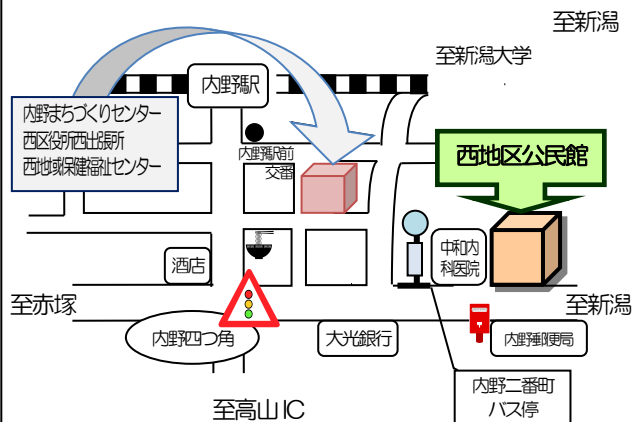 至新潟
至新潟大学
内野駅
内野まちづくりセンター
西区役所西出張所
西地域保健福祉センター
内野駅前
交番
西地区公民館
酒店
中和内
科医院
至赤塚
至新潟
内野四つ角
大光銀行
内野郵便局
内野二番町
バス停
至高山IC